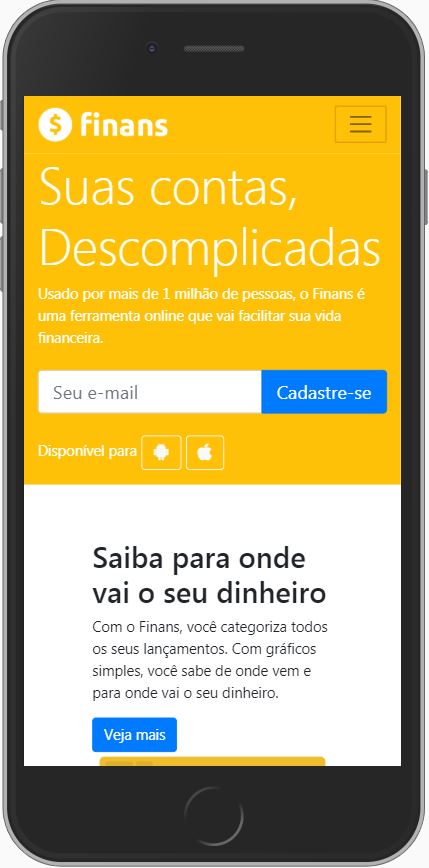 finans
Suas contas,
Descomplicadas
Usado por mais de 1 milhão de pessoas, o Finans é
uma ferramenta online que vai facilitar sua vida
financeira.
Seu e-mail
Cadastre-se
Disponível para
Saiba para onde
vai o seu dinheiro
Com o Finans, você categoriza todos
os seus lançamentos. Com gráficos
simples, você sabe de onde vem e
para onde vai o seu dinheiro.
Veja mais